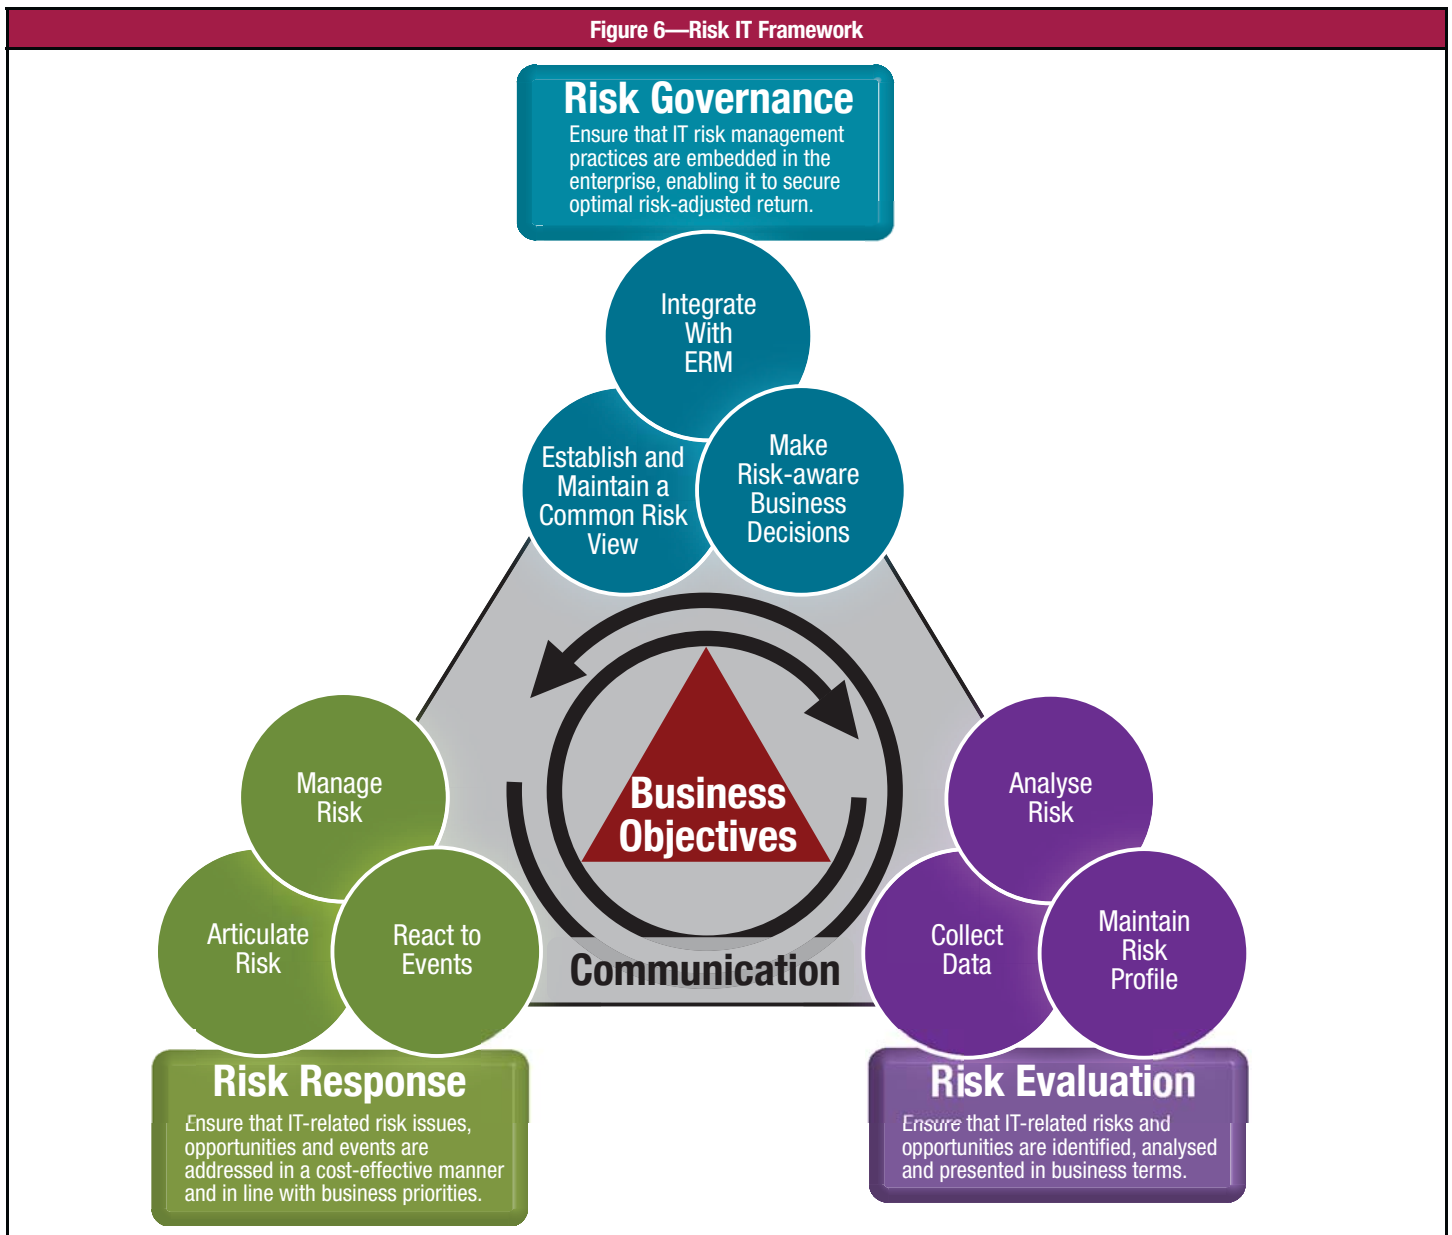 Figure 6—Risk IT Framework
Risk Governance
Ensure that IT risk management
practices are embedded in the
enterprise, enabling it to secure
optimal risk-adjusted return.
Integrate
With
ERM
Establish and
Maintain a
Common Risk
View
Make
Risk-aware
Business
Decisions
Business
Objectives
Communication
Manage
Risk
Articulate
Risk
React to
Events
Risk Response
Ensure that IT-related risk issues,
opportunities and events are
addressed in a cost-effective manner
and in line with business priorities.
Analyse
Risk
Collect
Data
Maintain
Risk
Profile
Risk Evaluation
Ensure that IT-related risks and
opportunities are identified, analysed
and presented in business terms.